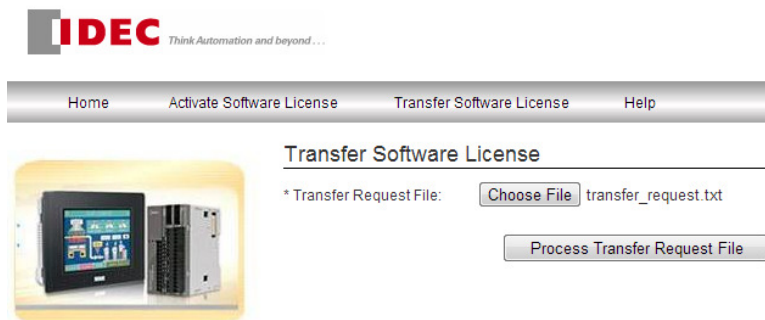 IDEC Think Automation and beyond...
Home Activate Software License Transfer Software License Help
Transfer Software License
* Transfer Request File: Choose File transfer_request.txt
Process Transfer Request File